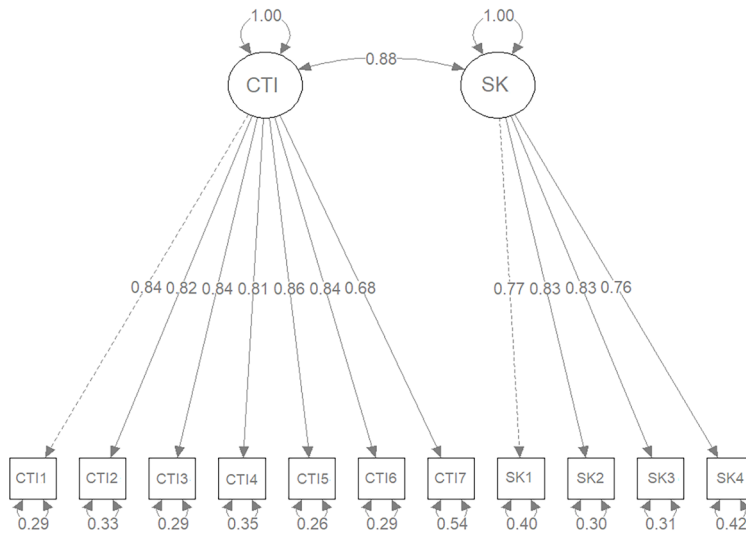 1.00 1.00
0.88
CTI SK
0.84 0.82 0.84 0.81 0.86 0.84 0.68 0.77 0.83 0.83 0.76
CTI1 CTI2 CTI3 CTI4 CTI5 CTI6 CTI7 SK1 SK2 SK3 SK4
0.29 0.33 0.29 0.35 0.26 0.29 0.54 0.40 0.30 0.31 0.42